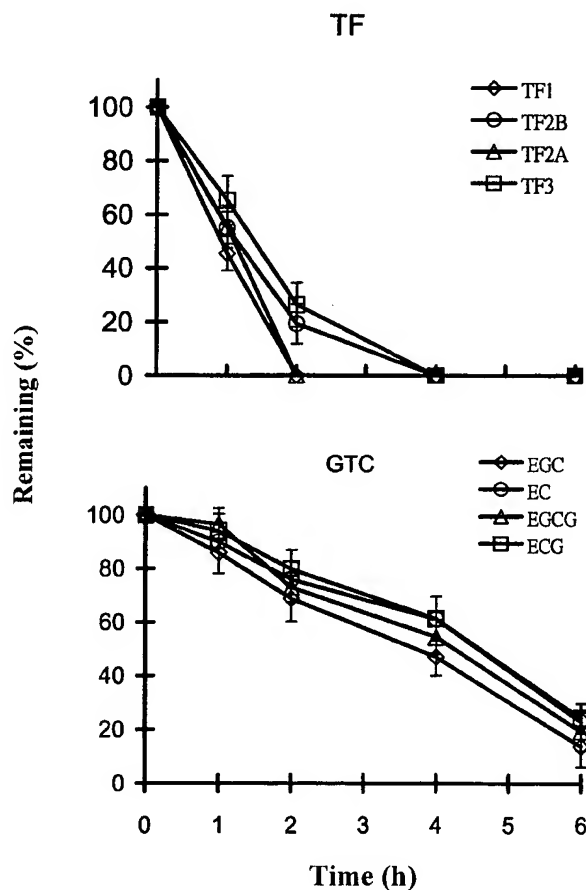 TF
TF1
TF2B
TF2A
TF3
100
80
60
40
20
0
Remaining (%)
GTC
EGC
EC
EGCG
ECG
100
80
60
40
20
0
0 1 2 3 4 5 6
Time (h)